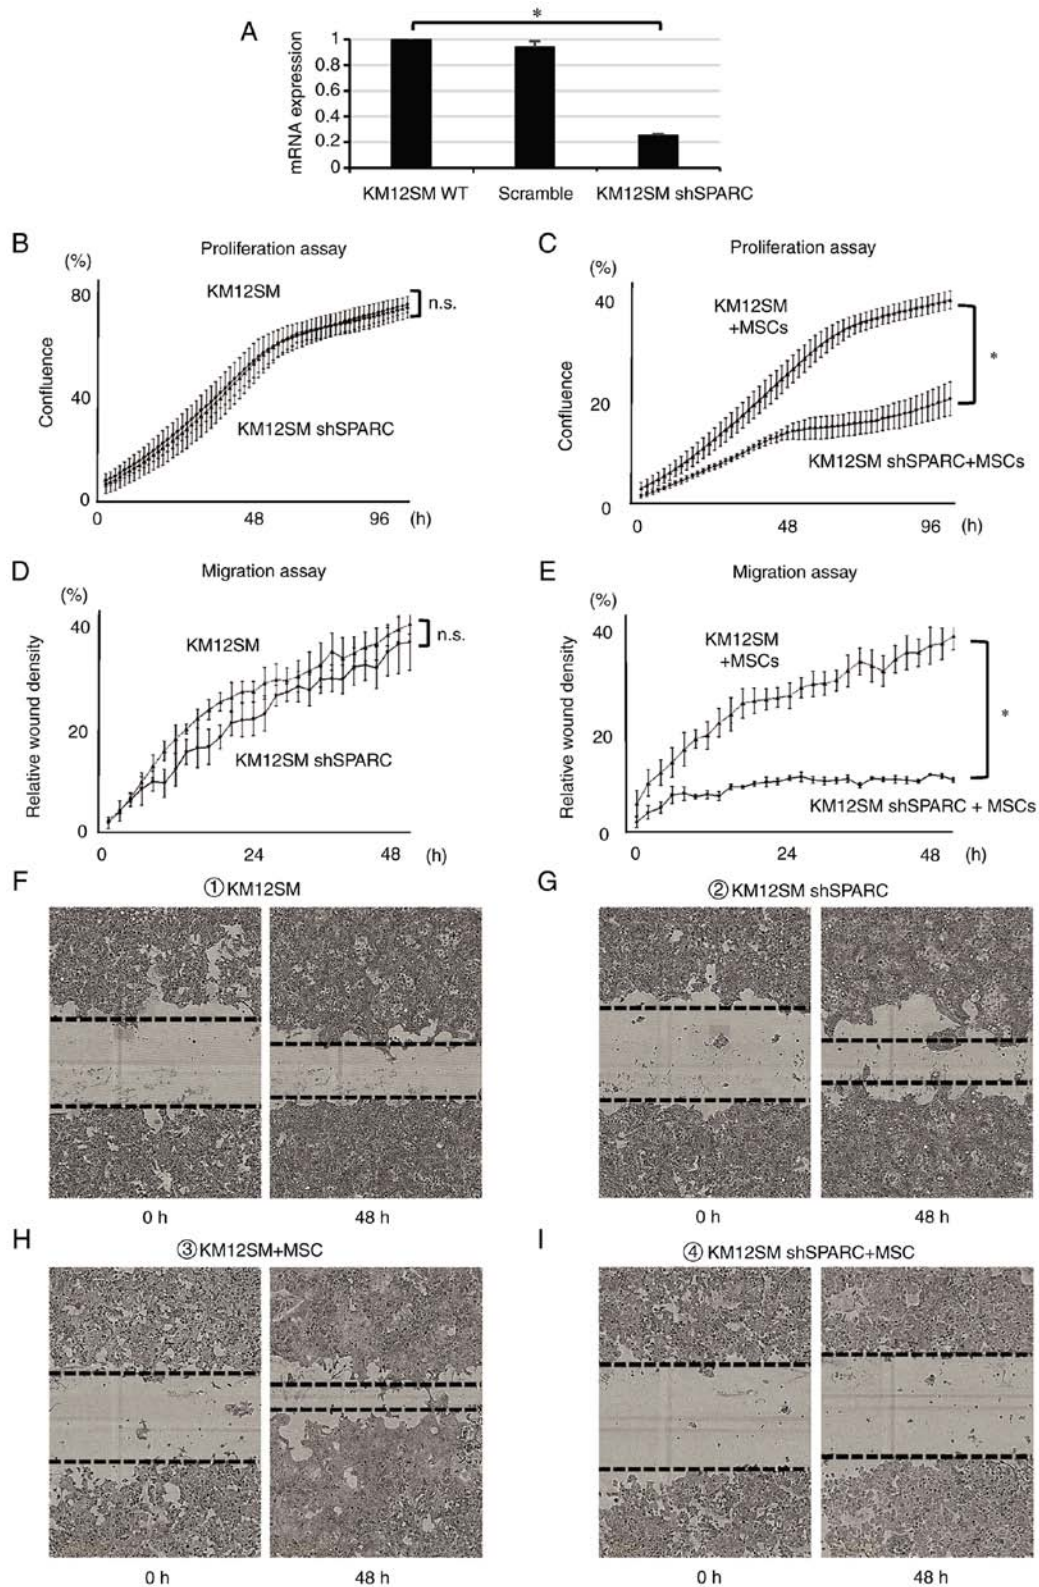 A
*
mRNA expression
1
0.8
0.6
0.4
0.2
0
KM12SM WT Scramble KM12SM shSPARC
B
Proliferation assay
(%)
KM12SM
n.s.
80
40
0
Confluence
KM12SM shSPARC
0 48 96 (h)
C
Proliferation assay
(%)
40
20
0
Confluence
KM12SM
+MSCs
*
KM12SM shSPARC+MSCs
0 48 96 (h)
D
Migration assay
(%)
40
20
0
Relative wound density
KM12SM
n.s.
KM12SM shSPARC
0 24 48 (h)
E
Migration assay
(%)
40
20
0
Relative wound density
KM12SM
+MSCs
*
KM12SM shSPARC + MSCs
0 24 48 (h)
F
①KM12SM
0 h 48 h
G
②KM12SM shSPARC
0 h 48 h
H
③KM12SM+MSC
0 h 48 h
I
④ KM12SM shSPARC+MSC
0 h 48 h